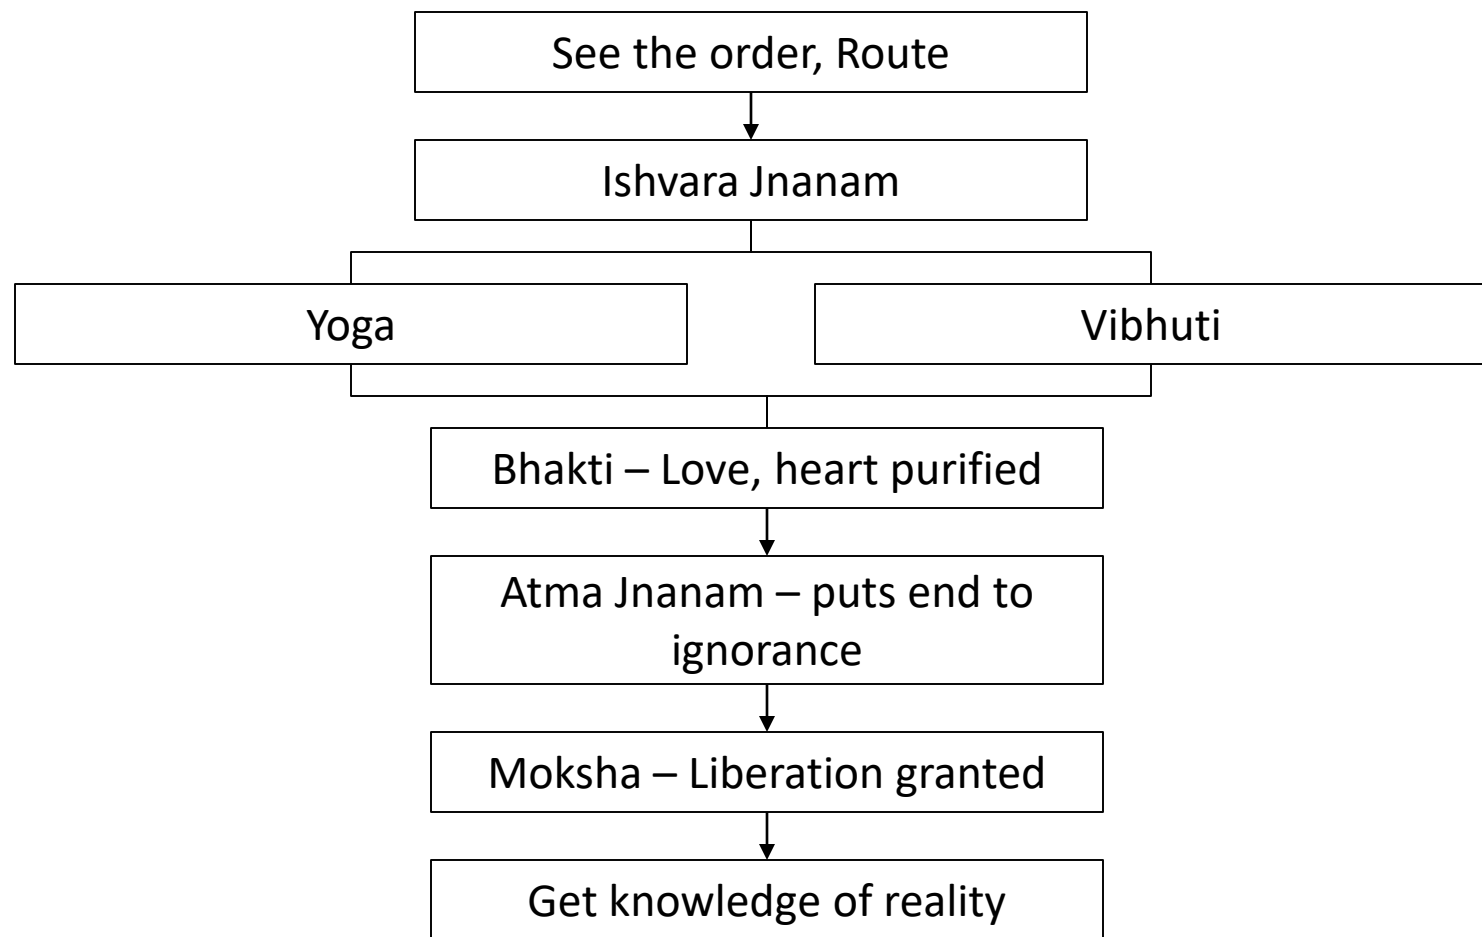 See the order, Route
Ishvara Jnanam
Yoga
Vibhuti
Bhakti – Love, heart purified
Atma Jnanam – puts end to
ignorance
Moksha – Liberation granted
Get knowledge of reality